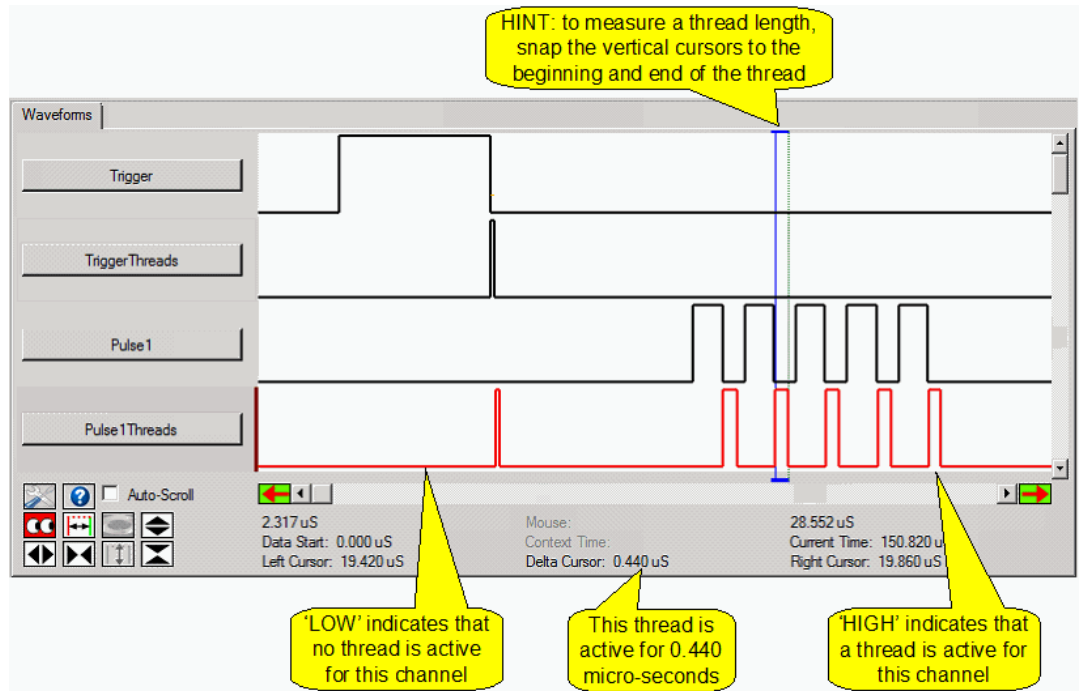 HINT: to measure a thread length,
snap the vertical cursors to the
beginning and end of the thread
Waveforms
Trigger
TriggerThreads
Pulse1
Pulse1Threads
Auto-Scroll
2.317 uS
Mouse:
28.552 uS
Data Start: 0.000 uS
Context Time:
Current Time: 150.820 u
Left Cursor: 19.420 uS
Delta Cursor: 0.440 uS
Right Cursor: 19.860 uS
'LOW' indicates that
no thread is active
for this channel
This thread is
active for 0.440
micro-seconds
'HIGH' indicates that
a thread is active for
this channel